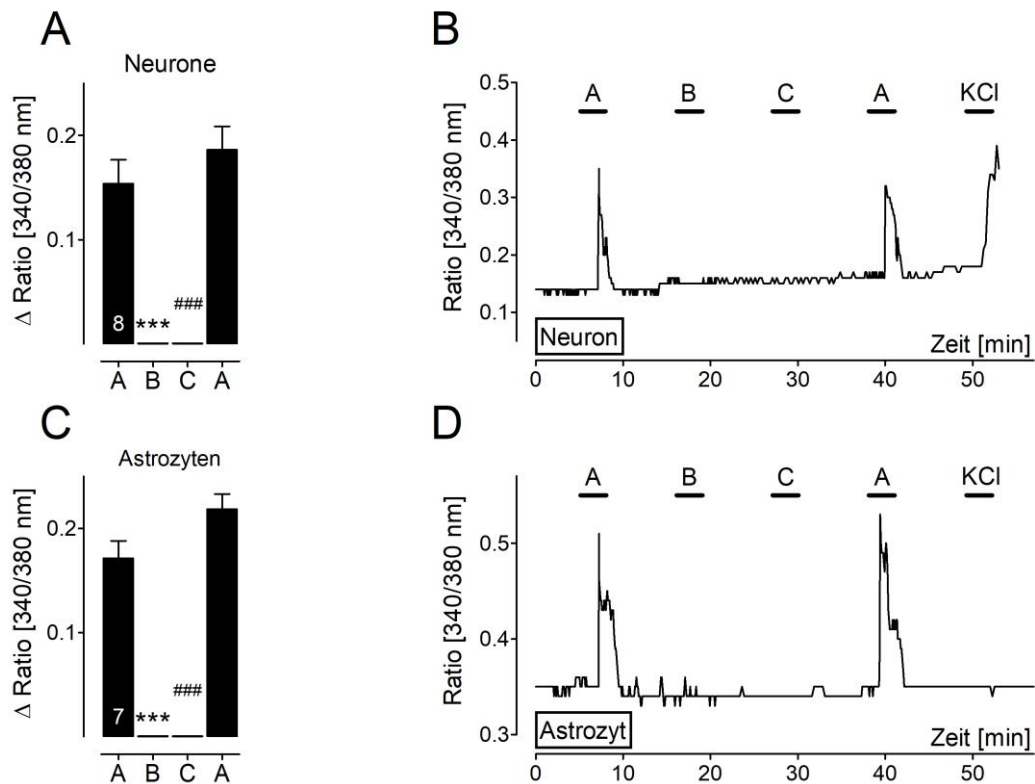 A
Neurone
Δ Ratio [340/380 nm]
0.2
0.1
8
***
###
A B C A
B
Ratio [340/380 nm]
0.5
0.4
0.3
0.2
0.1
A B C A KCl
Neuron
Zeit [min]
0 10 20 30 40 50
C
Astrozyten
Δ Ratio [340/380 nm]
0.2
0.1
7
***
###
A B C A
D
Ratio [340/380 nm]
0.5
0.4
0.3
A B C A KCl
Astrozyt
Zeit [min]
0 10 20 30 40 50